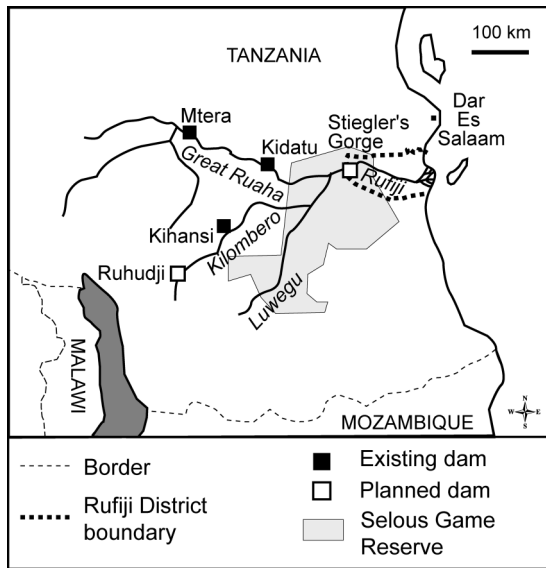 100 km
TANZANIA
Dar
Es
Salaam
Mtera
Stiegler's
Gorge
Kidatu
Great Ruaha
Rufiji
Kihansi
Kilombero
Ruhudji
Luwegu
MALAWI
N
W E
S
MOZAMBIQUE
Border
Rufiji District
boundary
Existing dam
Planned dam
Selous Game
Reserve